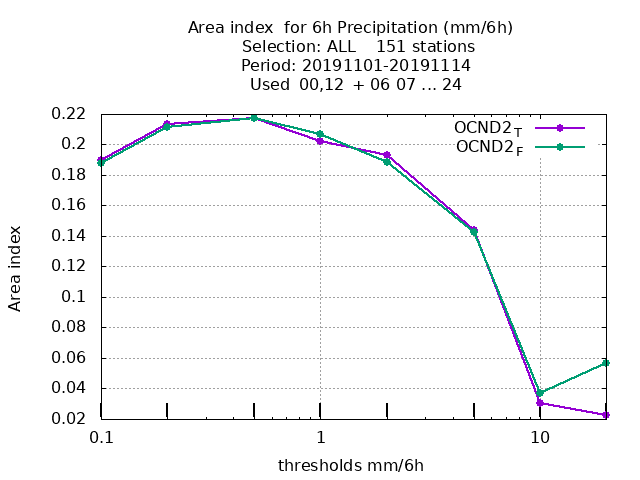 Area index  for 6h Precipitation (mm/6h)
Selection: ALL    151 stations
Period: 20191101-20191114
Used  00,12  + 06 07 ... 24
OCND2_T
OCND2_F
0.22
0.2
0.18
0.16
0.14
0.12
0.1
0.08
0.06
0.04
0.02
Area index
0.1
1
10
thresholds mm/6h